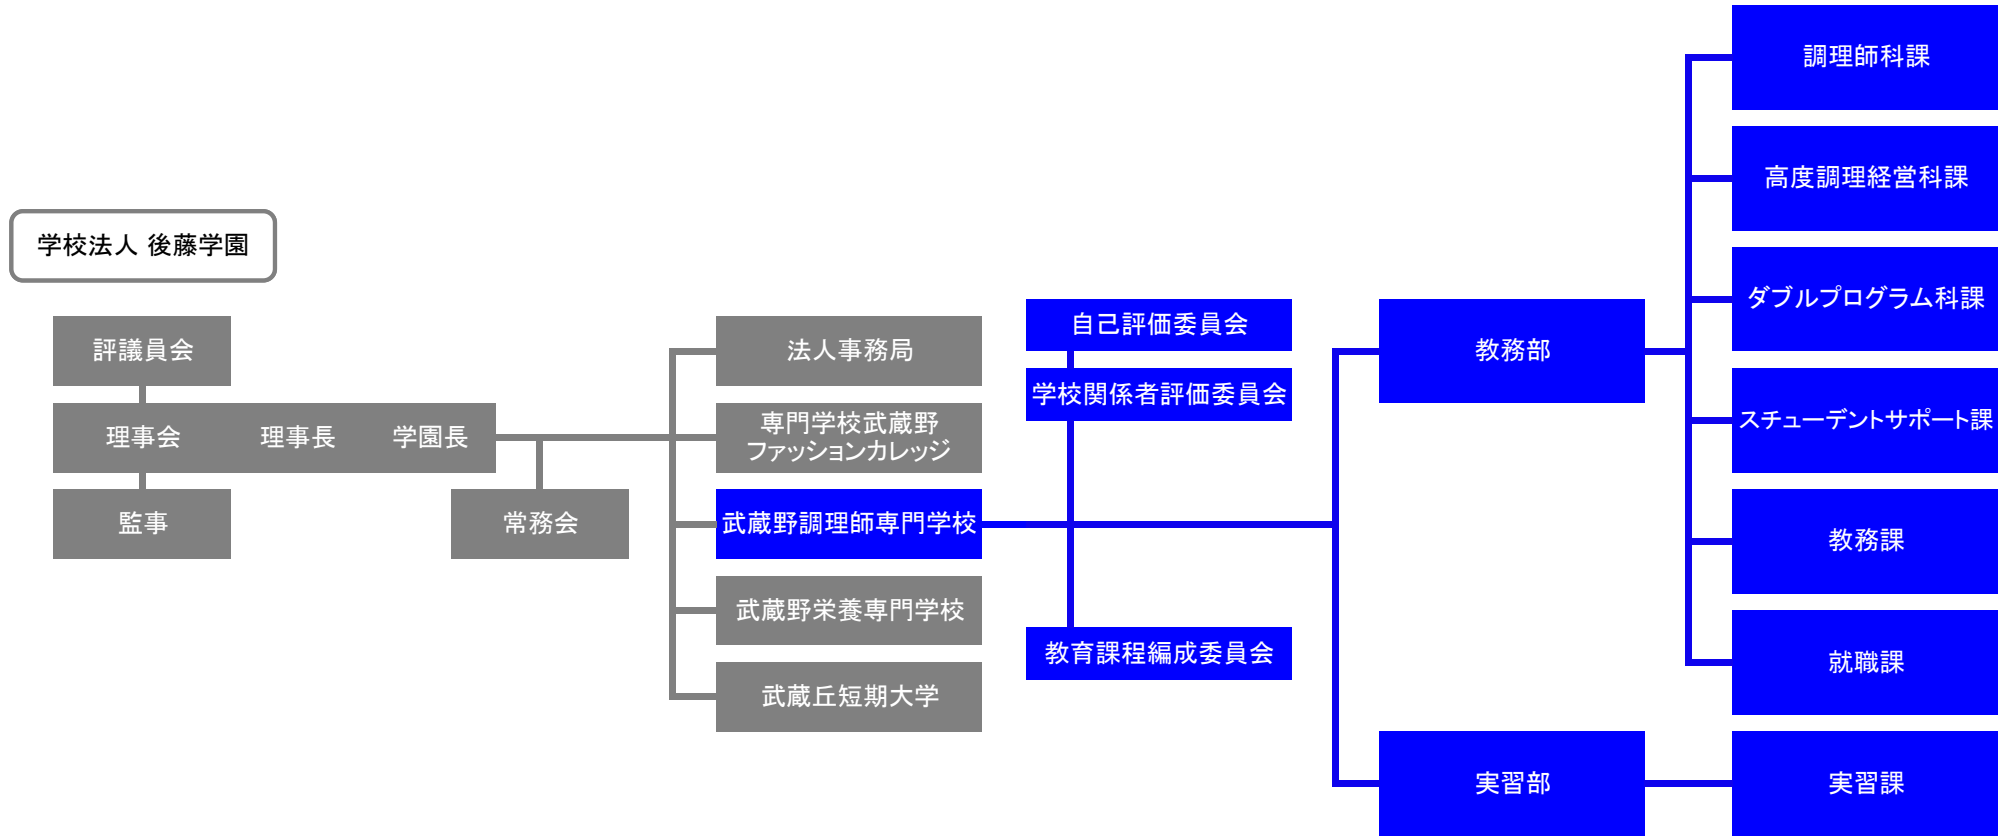 学校法人 後藤学園
評議員会
理事会 理事長 学園長
監事
常務会
法人事務局
専門学校武蔵野
ファッションカレッジ
武蔵野調理師専門学校
武蔵野栄養専門学校
武蔵丘短期大学
自己評価委員会
学校関係者評価委員会
教育課程編成委員会
教務部
実習部
調理師科課
高度調理経営科課
ダブルプログラム科課
スチューデントサポート課
教務課
就職課
実習課